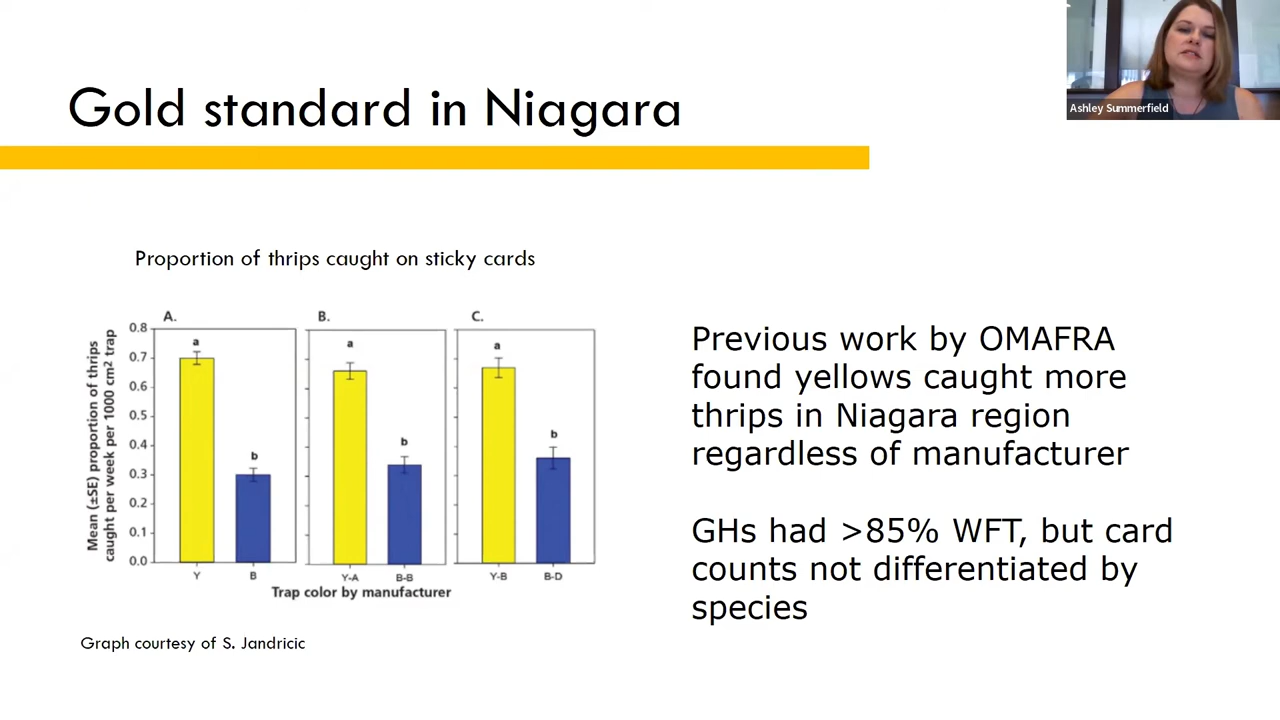 Ashley Summerfield
Gold standard in Niagara
Proportion of thrips caught on sticky cards
Mean (±SE) proportion of thrips
caught per week per 1000 cm2 trap
0.8
0.7
0.6
0.5
0.4
0.3
0.2
0.1
0.0
A.
a
b
Y
B
B.
a
b
Y-A
B-B
C.
a
b
Y-B
B-D
Trap color by manufacturer
Graph courtesy of S. Jandricic
Previous work by OMAFRA
found yellows caught more
thrips in Niagara region
regardless of manufacturer
GHs had >85% WFT, but card
counts not differentiated by
species